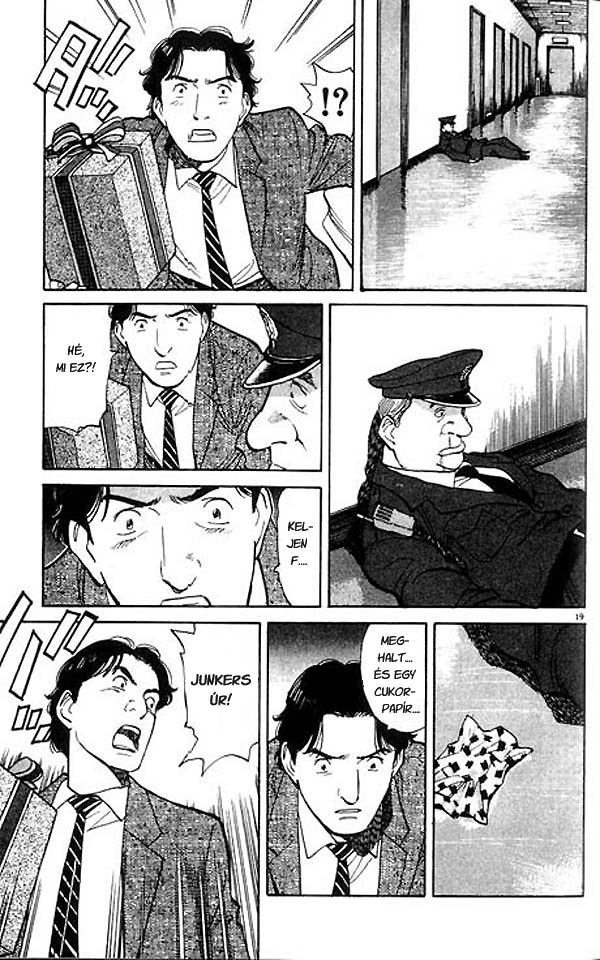 !?
HÉ,
MI EZ?!
KEL-
JEN
F....
19
MEG-
HALT....
ÉS EGY
CUKOR-
PAPÍR....
JUNKERS
ÚR!